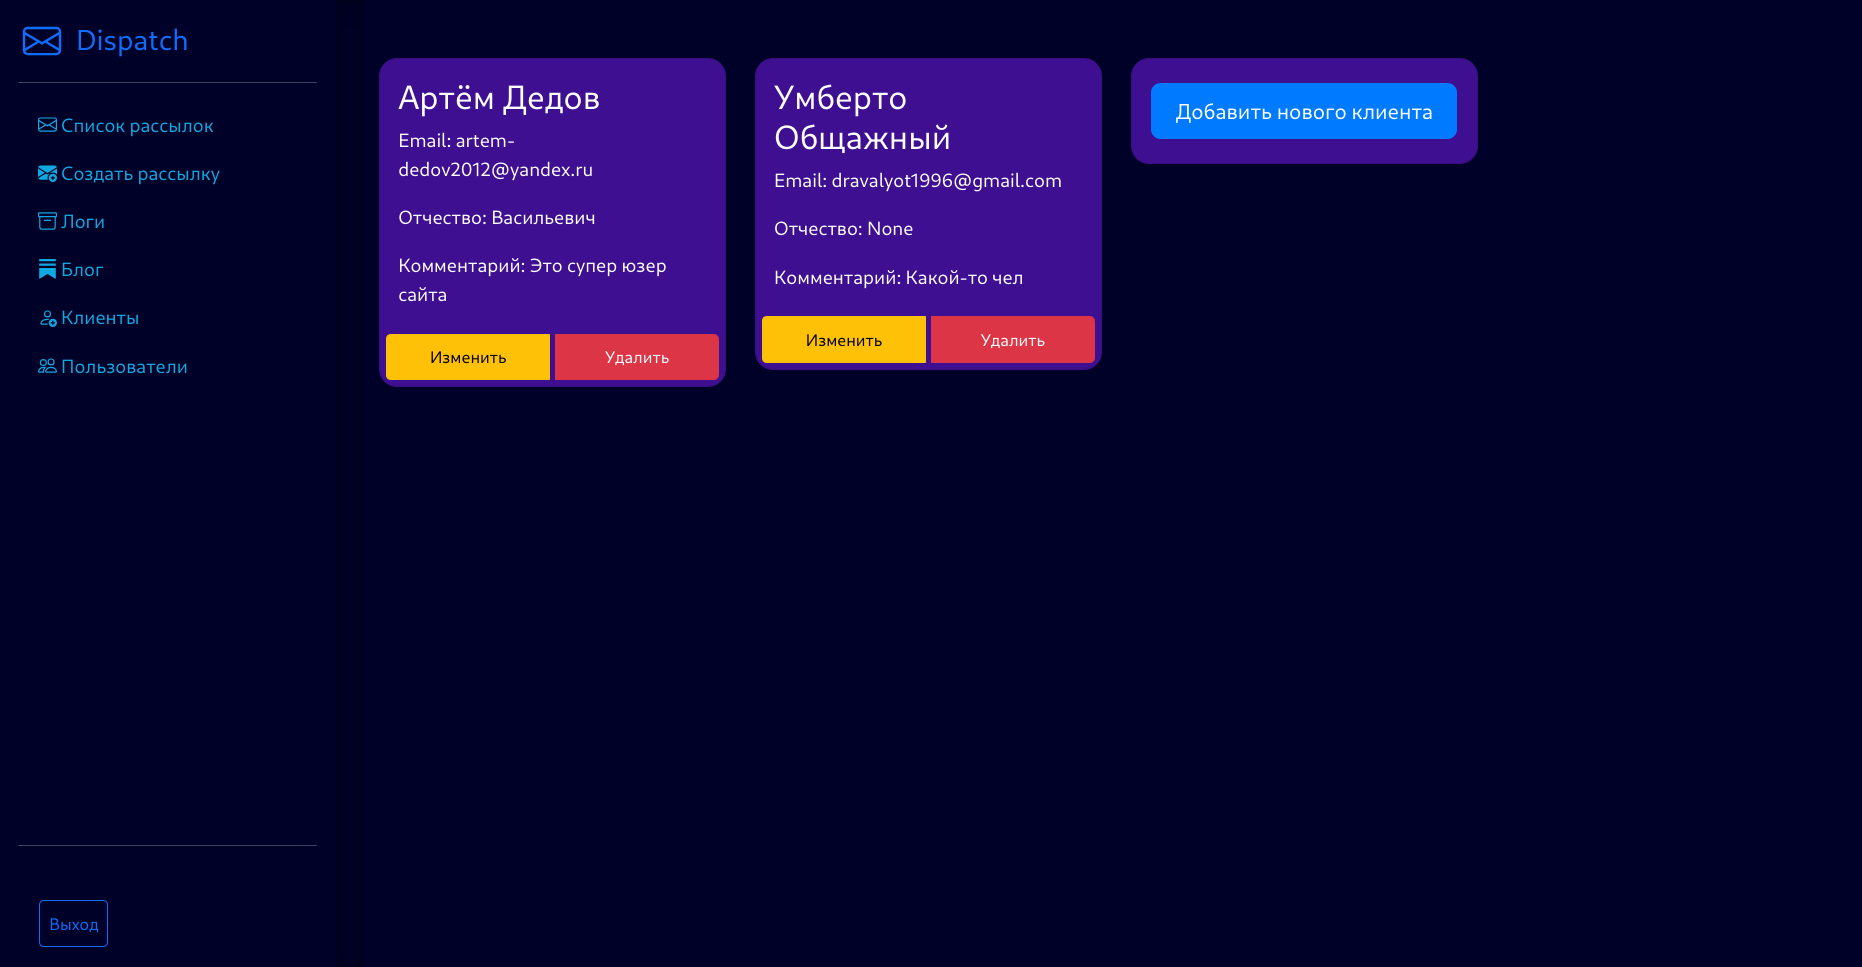 Dispatch
Список рассылок
Создать рассылку
Логи
Блог
Клиенты
Пользователи
Выход
Артём Дедов
Email: artem-
dedov2012@yandex.ru
Отчество: Васильевич
Комментарий: Это супер юзер
сайта
Изменить
Удалить
Умберто
Общажный
Email: dravalyot1996@gmail.com
Отчество: None
Комментарий: Какой-то чел
Изменить
Удалить
Добавить нового клиента